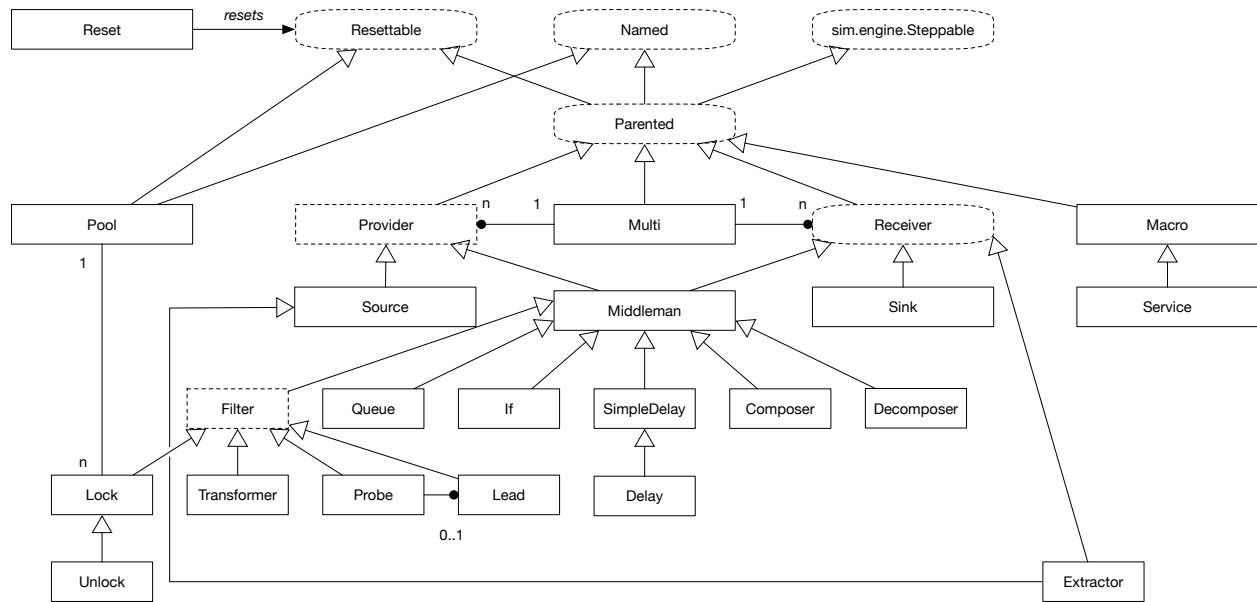 resets
Reset
Resettable
Named
sim.engine.Steppable
Parented
n
1
1
n
Pool
Provider
Multi
Receiver
Macro
1
Source
Middleman
Sink
Service
Filter
Queue
If
SimpleDelay
Composer
Decomposer
n
Lock
Transformer
Probe
Lead
Delay
0..1
Unlock
Extractor